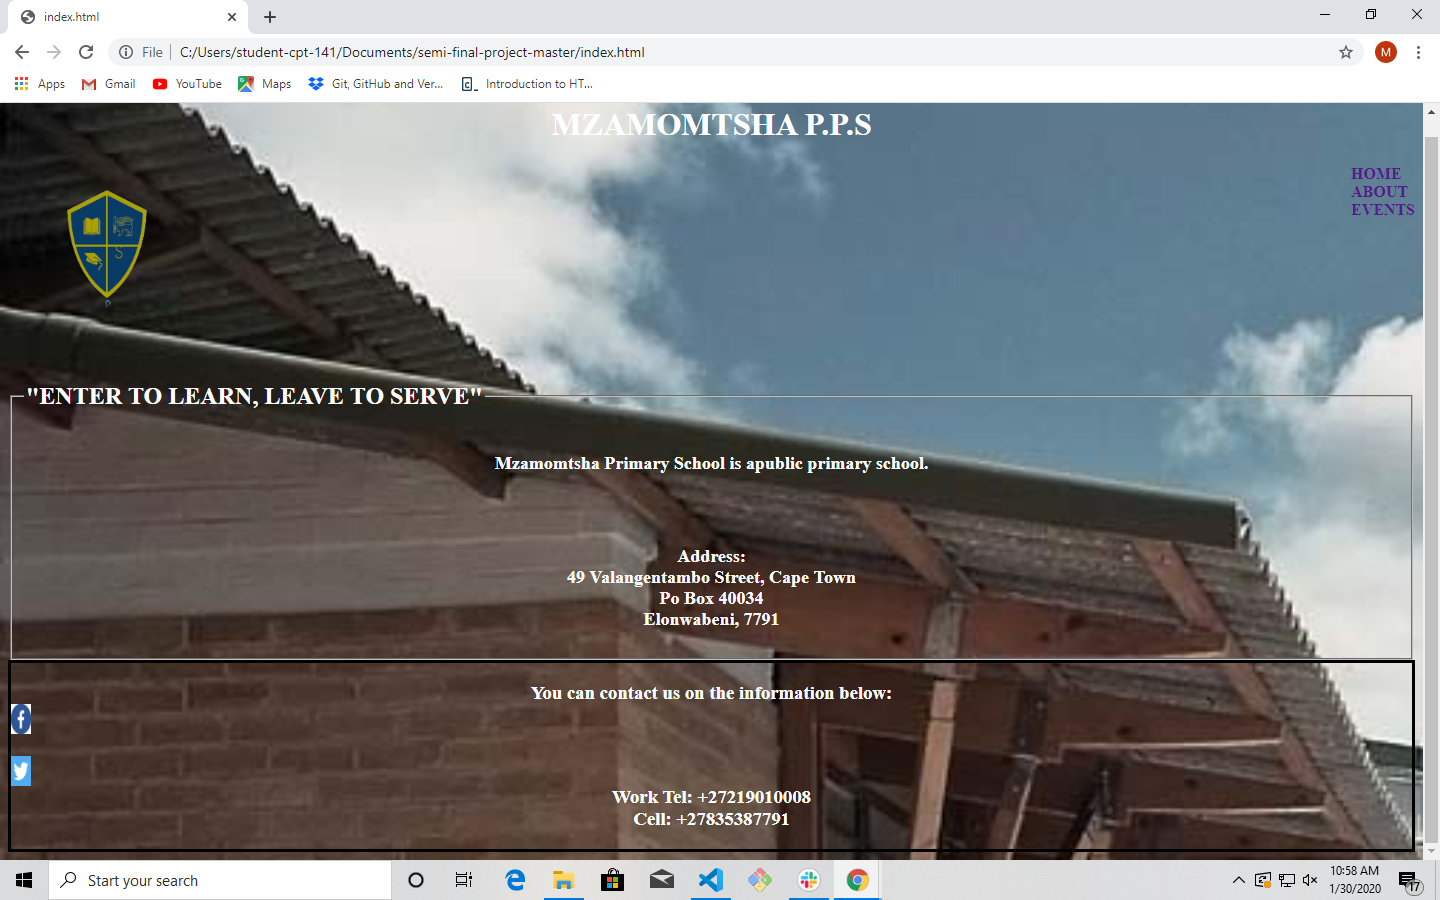 index.html
File
C:/Users/student-cpt-141/Documents/semi-final-project-master/index.html
M
Apps
Gmail
YouTube
Maps
Git, GitHub and Ver...
Introduction to HT...
MZAMOMTSHA P.P.S
HOME
ABOUT
EVENTS
S
P
"ENTER TO LEARN, LEAVE TO SERVE"
Mzamomtsha Primary School is apublic primary school.
Address:
49 Valangentambo Street, Cape Town
Po Box 40034
Elonwabeni, 7791
You can contact us on the information below:
Work Tel: +27219010008
Cell: +27835387791
Start your search
10:58 AM
1/30/2020
17